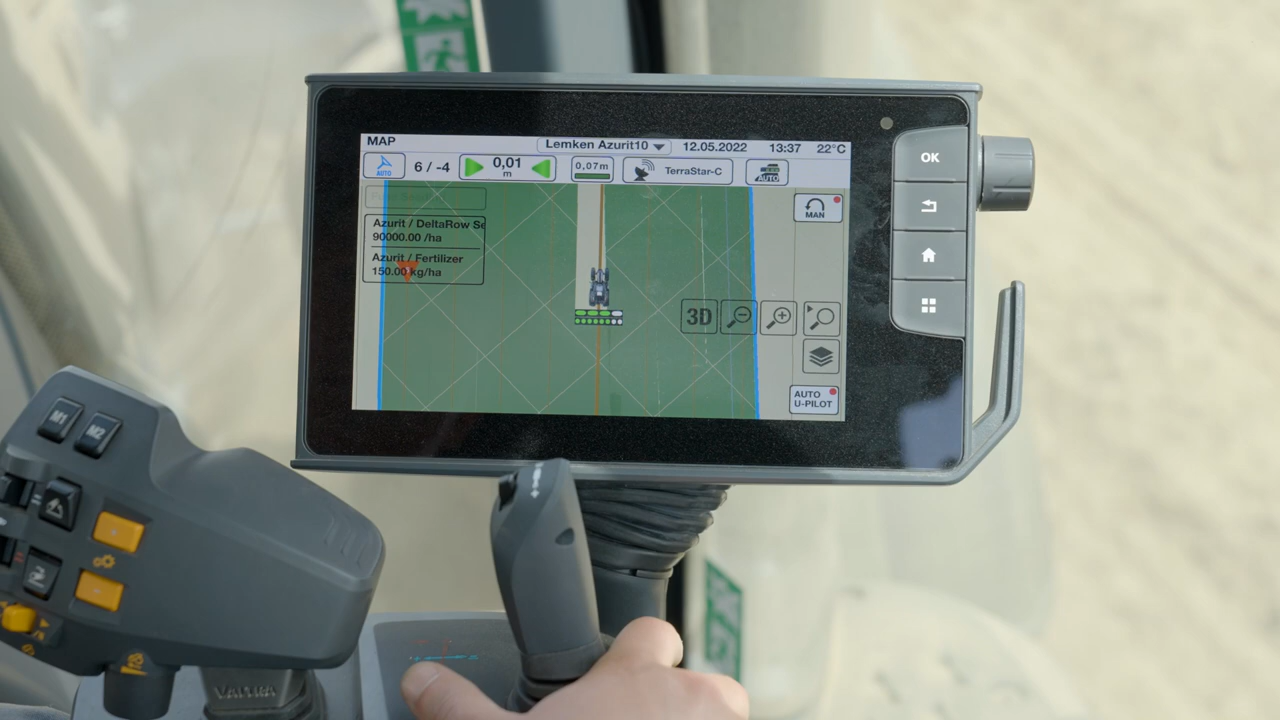 MAP
Lemken Azurit10
12.05.2022
13:37
22°C
AUTO
6 / -4
0,01
m
0,07m
TerraStar-C
AUTO
Azurit / DeltaRow Se
90000.00 /ha
Azurit / Fertilizer
150.00 kg/ha
MAN
3D
AUTO
U-PILOT
OK
M1
M2
VALTRA